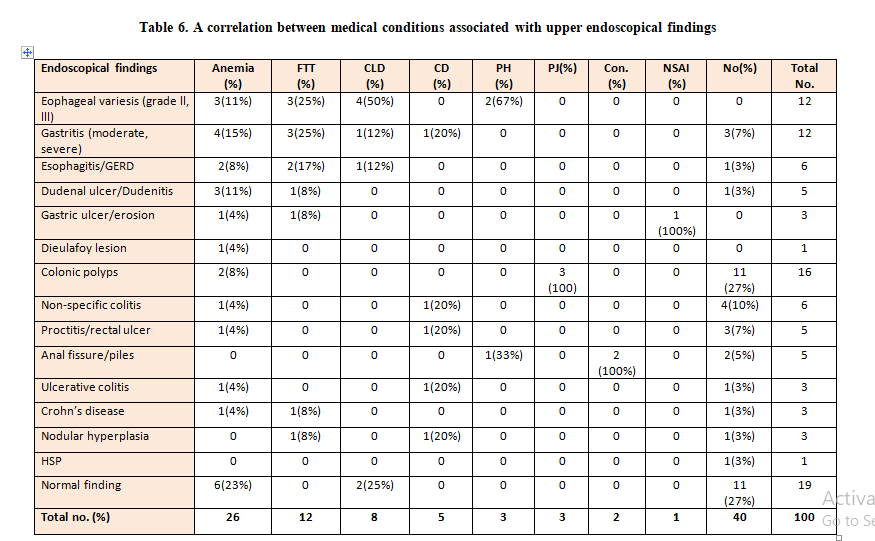 Table 6. A correlation between medical conditions associated with upper endoscopical findings
Endoscopical findings Anemia (%) FTT (%) CLD (%) CD (%) PH (%) PJ(%) Con. (%) NSAI (%) No(%) Total No.
Eophageal variesis (grade II, III) 3(11%) 3(25%) 4(50%) 0 2(67%) 0 0 0 0 12
Gastritis (moderate, severe) 4(15%) 3(25%) 1(12%) 1(20%) 0 0 0 0 3(7%) 12
Esophagitis/GERD 2(8%) 2(17%) 1(12%) 0 0 0 0 0 1(3%) 6
Dudenal ulcer/Dudenitis 3(11%) 1(8%) 0 0 0 0 0 0 1(3%) 5
Gastric ulcer/erosion 1(4%) 1(8%) 0 0 0 0 0 1 (100%) 0 3
Dieulafoy lesion 1(4%) 0 0 0 0 0 0 0 0 1
Colonic polyps 2(8%) 0 0 0 0 3 (100) 0 0 11 (27%) 16
Non-specific colitis 1(4%) 0 0 1(20%) 0 0 0 0 4(10%) 6
Proctitis/rectal ulcer 1(4%) 0 0 1(20%) 0 0 0 0 3(7%) 5
Anal fissure/piles 0 0 0 0 1(33%) 0 2 (100%) 0 2(5%) 5
Ulcerative colitis 1(4%) 0 0 1(20%) 0 0 0 0 1(3%) 3
Crohn's disease 1(4%) 1(8%) 0 0 0 0 0 0 1(3%) 3
Nodular hyperplasia 0 1(8%) 0 1(20%) 0 0 0 0 1(3%) 3
HSP 0 0 0 0 0 0 0 0 1(3%) 1
Normal finding 6(23%) 0 2(25%) 0 0 0 0 0 11 (27%) 19
Total no. (%) 26 12 8 5 3 3 2 1 40 100
Activa
Go to Se